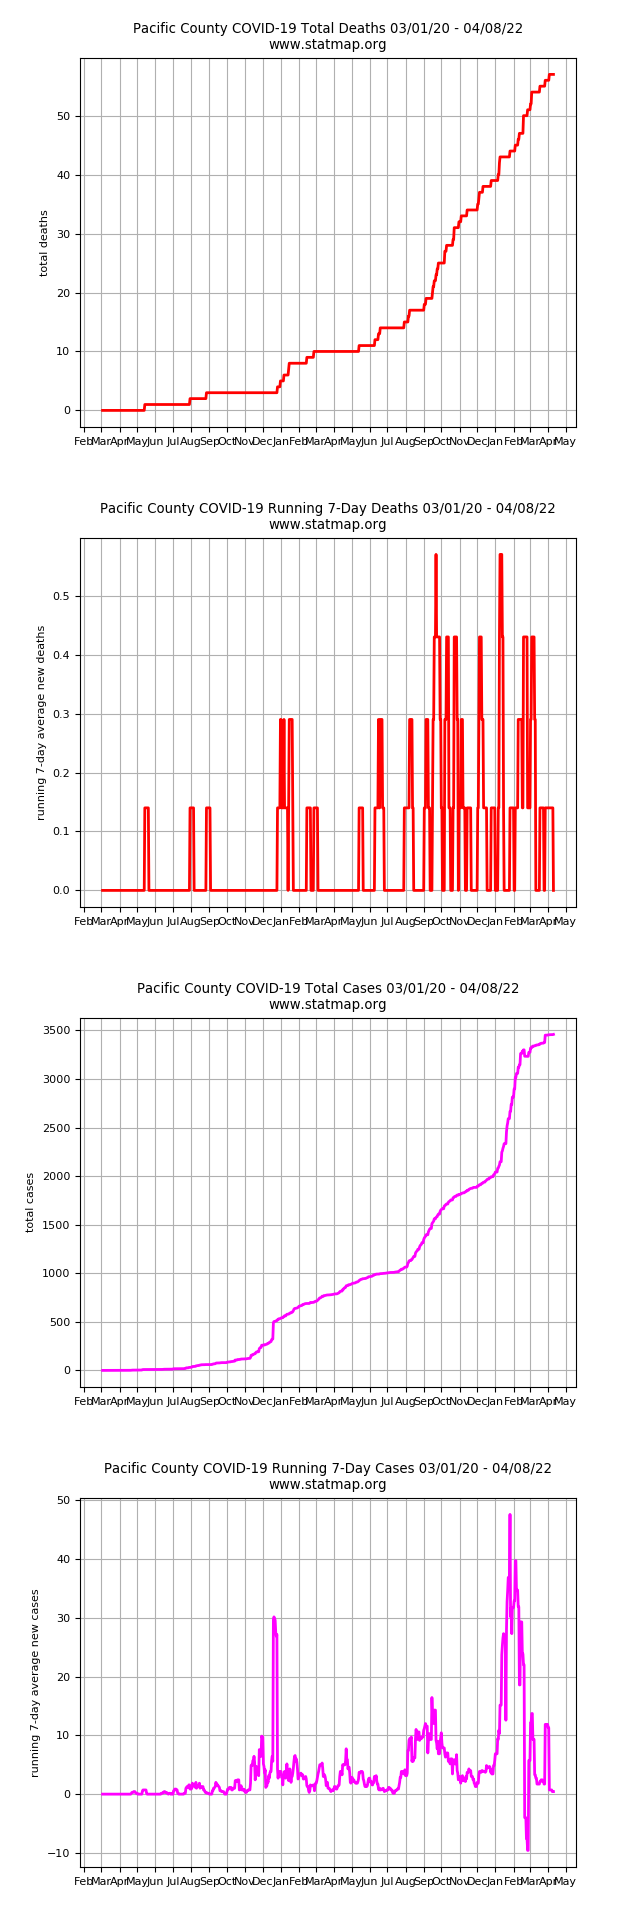 Pacific County COVID-19 Total Deaths 03/01/20 - 04/08/22
www.statmap.org
50
40
30
20
10
0
total deaths
Feb Mar Apr May Jun Jul Aug Sep Oct Nov Dec Jan Feb Mar Apr May Jun Jul Aug Sep Oct Nov Dec Jan Feb Mar Apr May
Pacific County COVID-19 Running 7-Day Deaths 03/01/20 - 04/08/22
www.statmap.org
0.5
0.4
0.3
0.2
0.1
0.0
running 7-day average new deaths
Feb Mar Apr May Jun Jul Aug Sep Oct Nov Dec Jan Feb Mar Apr May Jun Jul Aug Sep Oct Nov Dec Jan Feb Mar Apr May
Pacific County COVID-19 Total Cases 03/01/20 - 04/08/22
www.statmap.org
3500
3000
2500
2000
1500
1000
500
0
total cases
Feb Mar Apr May Jun Jul Aug Sep Oct Nov Dec Jan Feb Mar Apr May Jun Jul Aug Sep Oct Nov Dec Jan Feb Mar Apr May
Pacific County COVID-19 Running 7-Day Cases 03/01/20 - 04/08/22
www.statmap.org
50
40
30
20
10
0
−10
running 7-day average new cases
Feb Mar Apr May Jun Jul Aug Sep Oct Nov Dec Jan Feb Mar Apr May Jun Jul Aug Sep Oct Nov Dec Jan Feb Mar Apr May